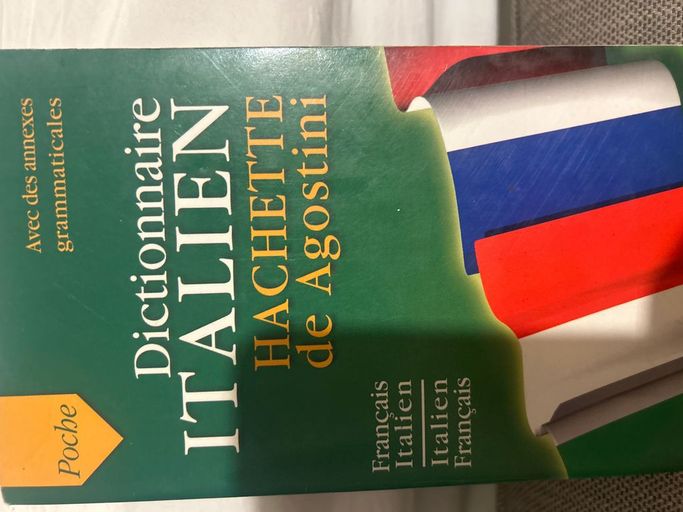 Poche
Avec des annexes
grammaticales
Dictionnaire
ITALIEN
HACHETTE
de Agostini
Français
Italien
Italien
Français